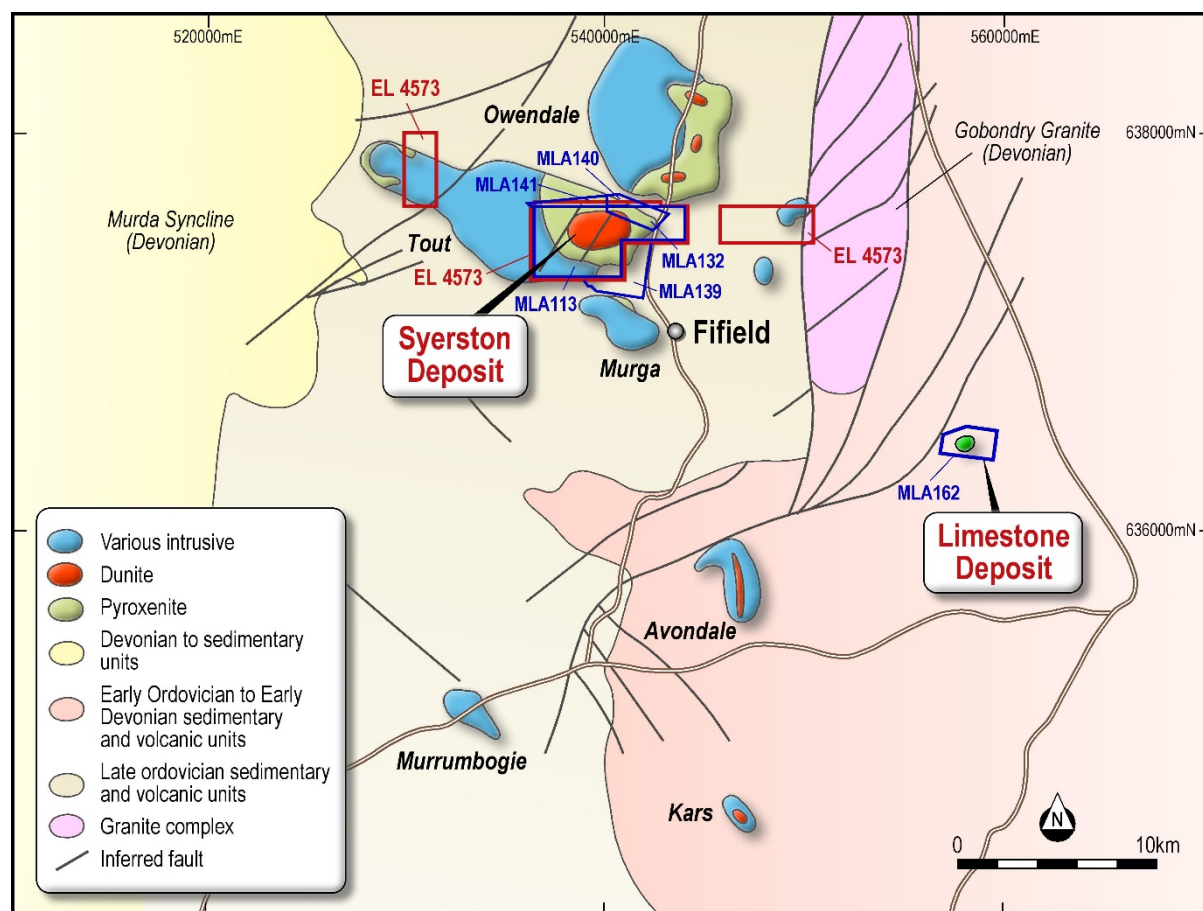 520000mE
540000mE
560000mE
EL 4573
Owendale
638000mN
Gobondry Granite
(Devonian)
MLA140
MLA141
Murda Syncline
(Devonian)
Tout
EL 4573
MLA132
EL 4573
MLA139
MLA113
Syerston
Deposit
Fifield
Murga
MLA162
Limestone
Deposit
636000mN
Various intrusive
Dunite
Pyroxenite
Devonian to sedimentary
units
Early Ordovician to Early
Devonian sedimentary
and volcanic units
Late ordovician sedimentary
and volcanic units
Granite complex
Inferred fault
Avondale
Murrumbogie
Kars
N
0
10km